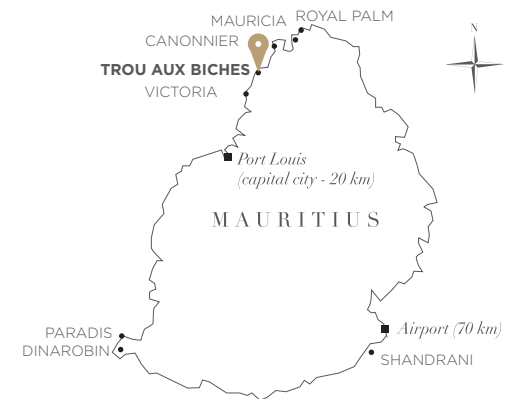 MAURICIA
ROYAL PALM
N
CANONNIER
TROU AUX BICHES
VICTORIA
Port Louis
(capital city - 20 km)
MAURITIUS
Airport (70 km)
PARADIS
DINAROBIN
SHANDRANI